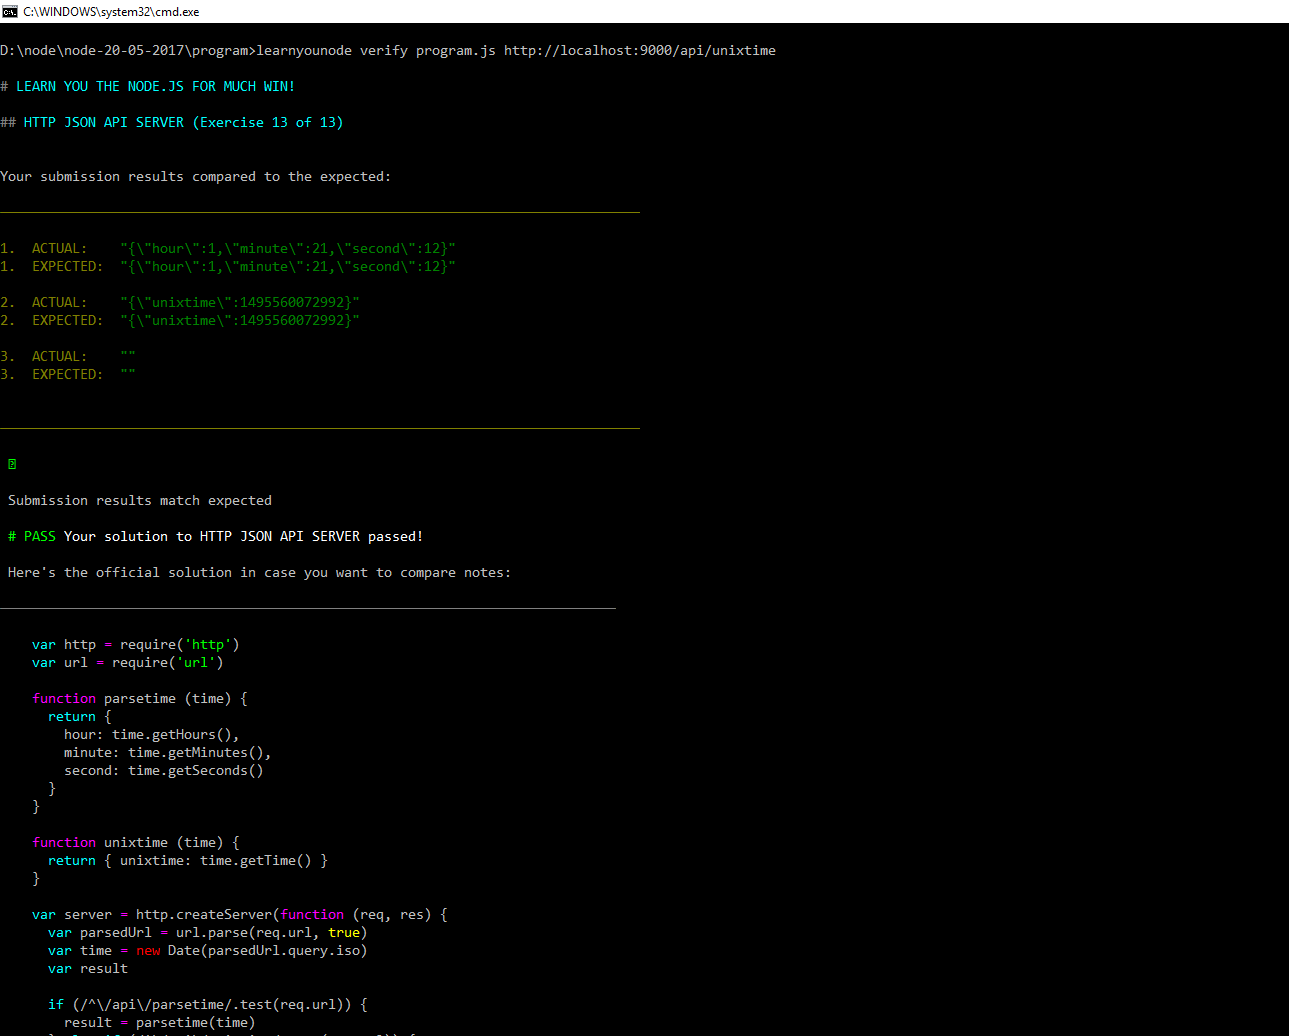 C:\WINDOWS\system32\cmd.exe
D:\node\node-20-05-2017\program>learnyounode verify program.js http://localhost:9000/api/unixtime
# LEARN YOU THE NODE.JS FOR MUCH WIN!
## HTTP JSON API SERVER (Exercise 13 of 13)
Your submission results compared to the expected:
1.  ACTUAL:    "{\"hour\":1,\"minute\":21,\"second\":12}"
1.  EXPECTED:  "{\"hour\":1,\"minute\":21,\"second\":12}"
2.  ACTUAL:    "{\"unixtime\":1495560072992}"
2.  EXPECTED:  "{\"unixtime\":1495560072992}"
3.  ACTUAL:    ""
3.  EXPECTED:  ""
Submission results match expected
# PASS Your solution to HTTP JSON API SERVER passed!
Here's the official solution in case you want to compare notes:
var http = require('http')
var url = require('url')
function parsetime (time) {
return {
hour: time.getHours(),
minute: time.getMinutes(),
second: time.getSeconds()
}
}
function unixtime (time) {
return { unixtime: time.getTime() }
}
var server = http.createServer(function (req, res) {
var parsedUrl = url.parse(req.url, true)
var time = new Date(parsedUrl.query.iso)
var result
if (/^\/api\/parsetime/.test(req.url)) {
result = parsetime(time)